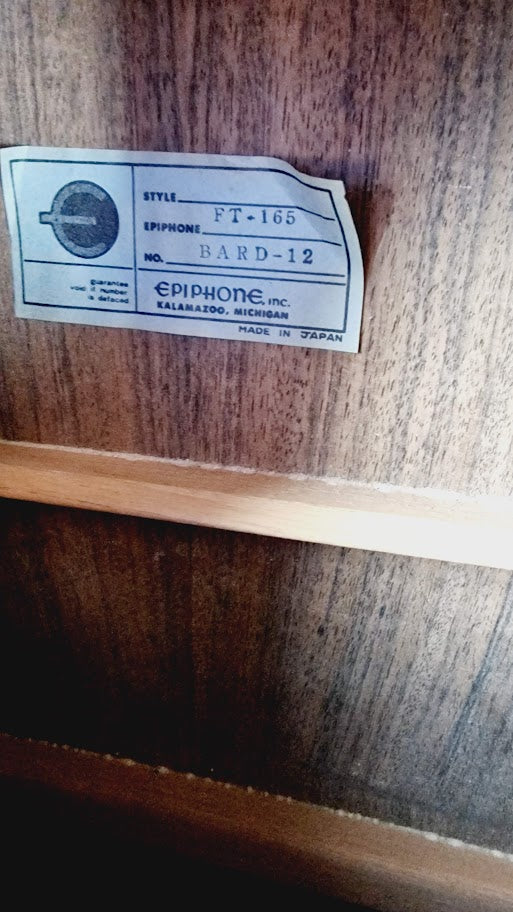 STYLE FT-165
EPIPHONE
NO. BARD-12
guarantee
void if number
is defaced
EPIPHONE, INC.
KALAMAZOO, MICHIGAN
MADE IN JAPAN